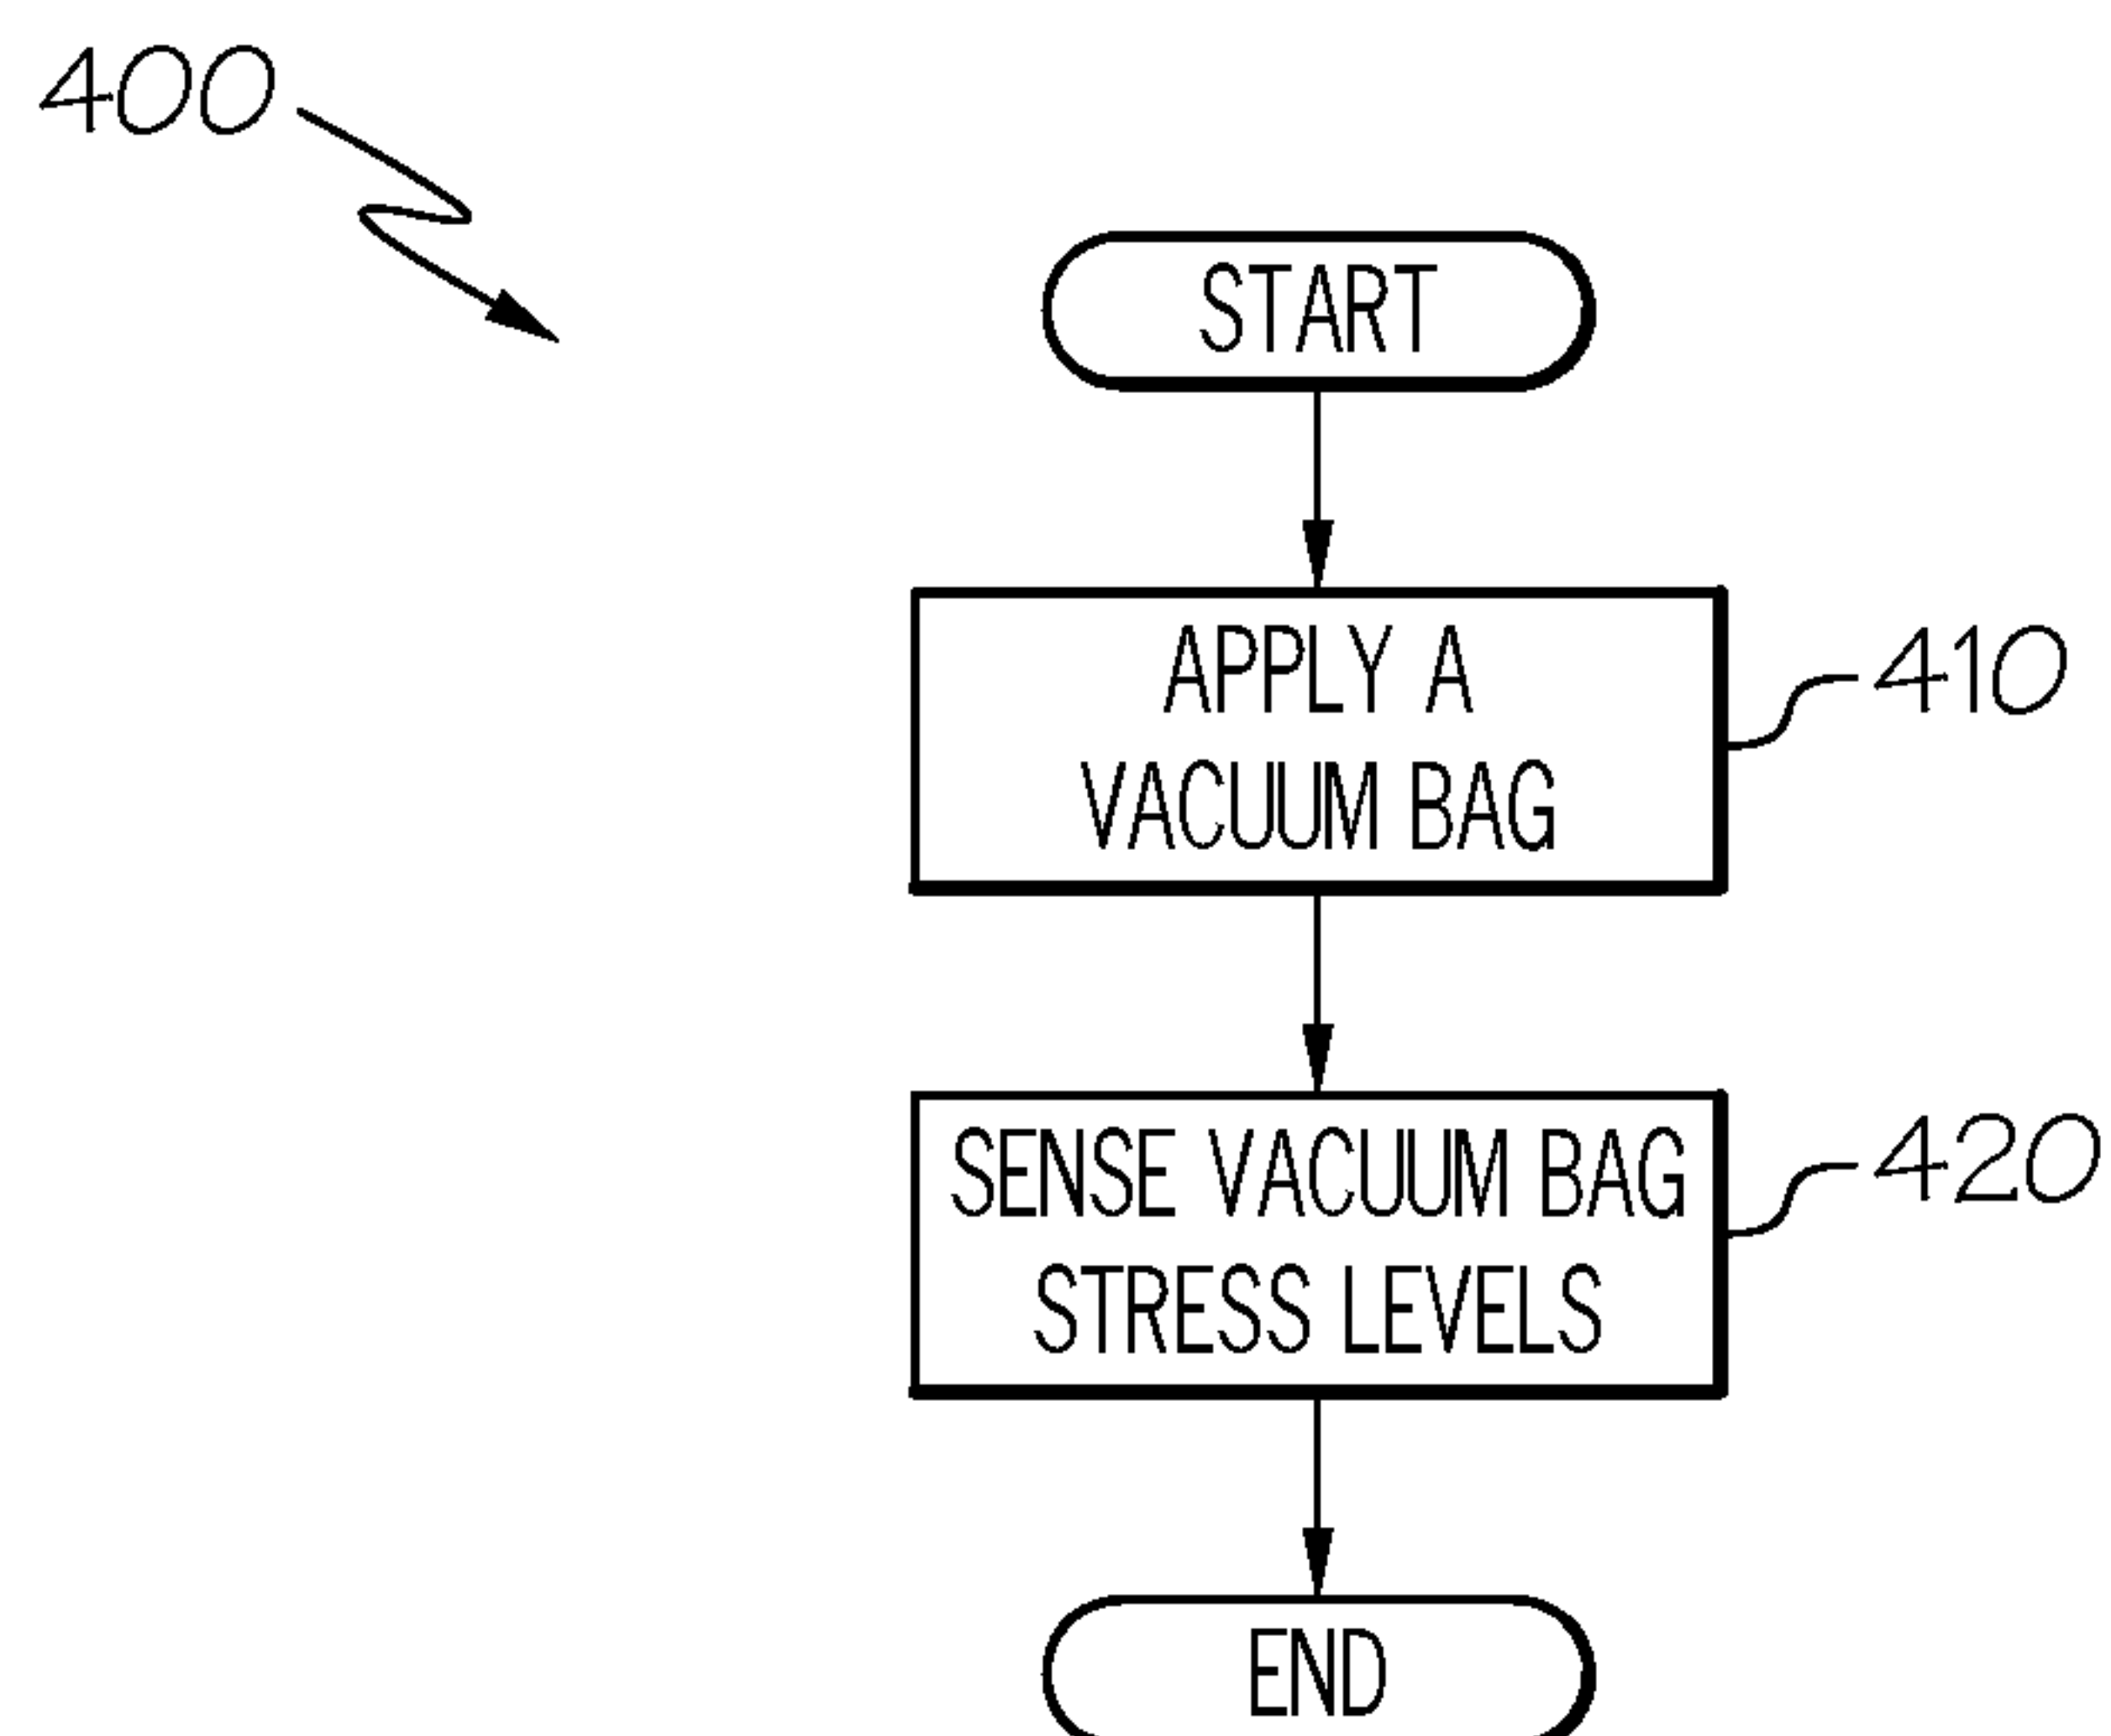 400
START
APPLY A
VACUUM BAG
410
SENSE VACUUM BAG
STRESS LEVELS
420
END